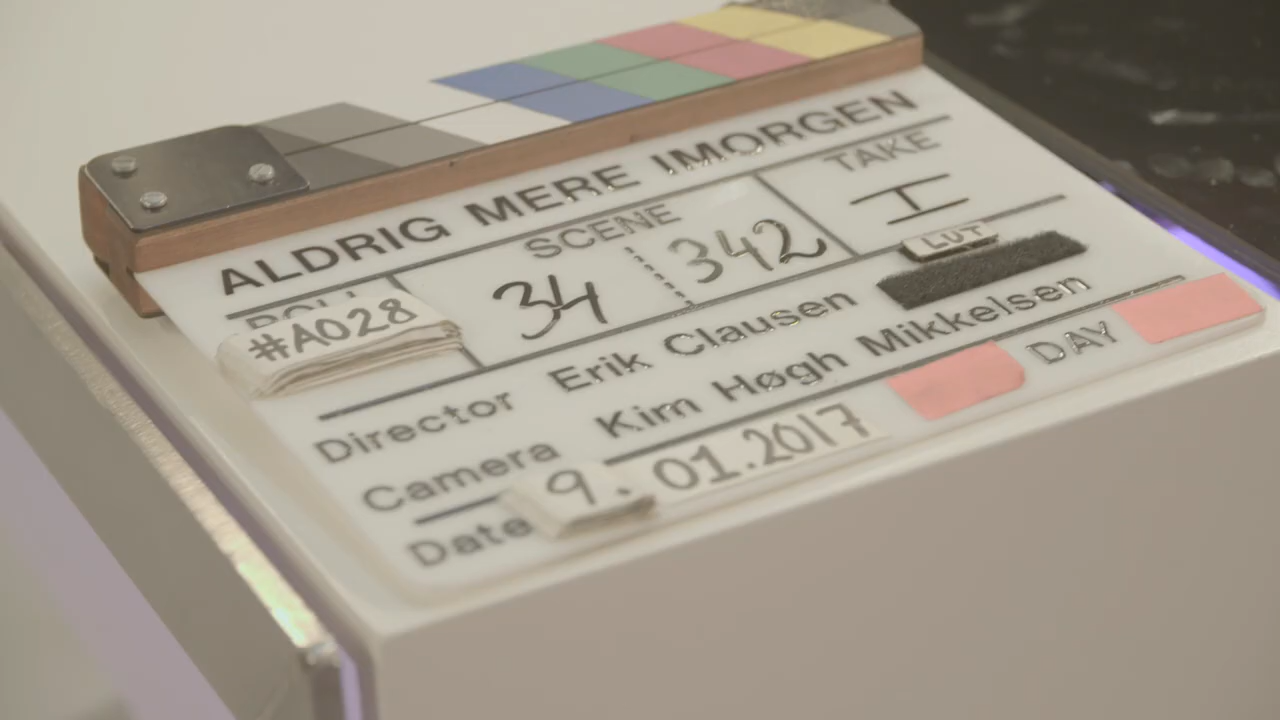 ALDRIG MERE IMORGEN
ROLL SCENE TAKE
#A028 34 342 I
LUT
Director Erik Clausen
Camera Kim Høgh Mikkelsen
Date 9.01.2017 DAY